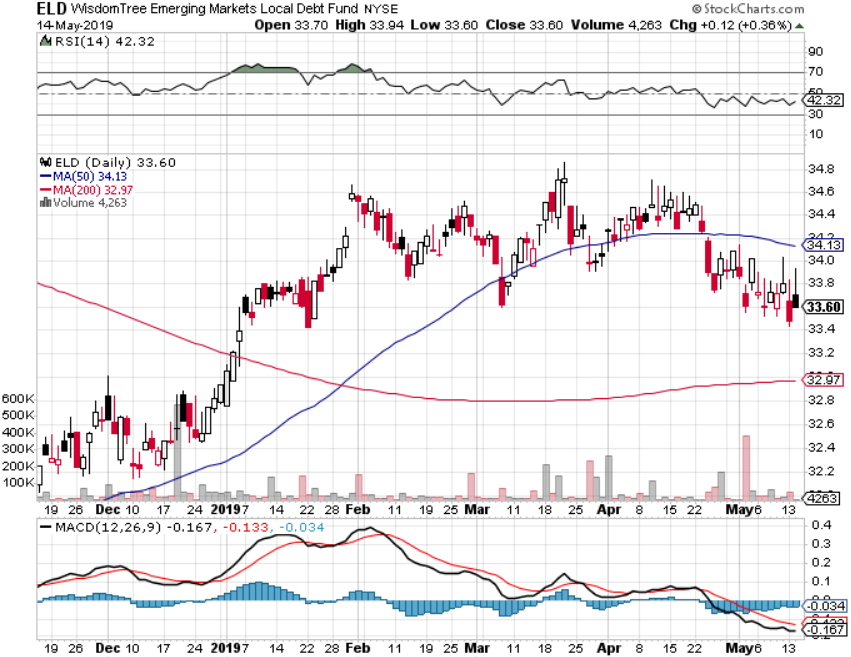 ELD WisdomTree Emerging Markets Local Debt Fund NYSE © StockCharts.com
14-May-2019 Open 33.70 High 33.94 Low 33.60 Close 33.60 Volume 4,263 Chg +0.12 (+0.36%)
RSI(14) 42.32
90
70
50
42.32
30
10
ELD (Daily) 33.60
MA(50) 34.13
MA(200) 32.97
Volume 4,263
34.8
34.6
34.4
34.2
34.13
34.0
33.8
33.60
33.4
33.2
32.97
32.8
32.6
32.4
32.2
4263
600K
500K
400K
300K
200K
100K
19 26 Dec 10 17 24 2019 7 14 22 28 Feb 11 19 25 Mar 11 18 25 Apr 8 15 22 May 6 13
MACD(12,26,9) -0.167, -0.133, -0.034
0.4
0.3
0.2
0.1
0.0
-0.034
-0.167
19 26 Dec 10 17 24 2019 7 14 22 28 Feb 11 19 25 Mar 11 18 25 Apr 8 15 22 May 6 13